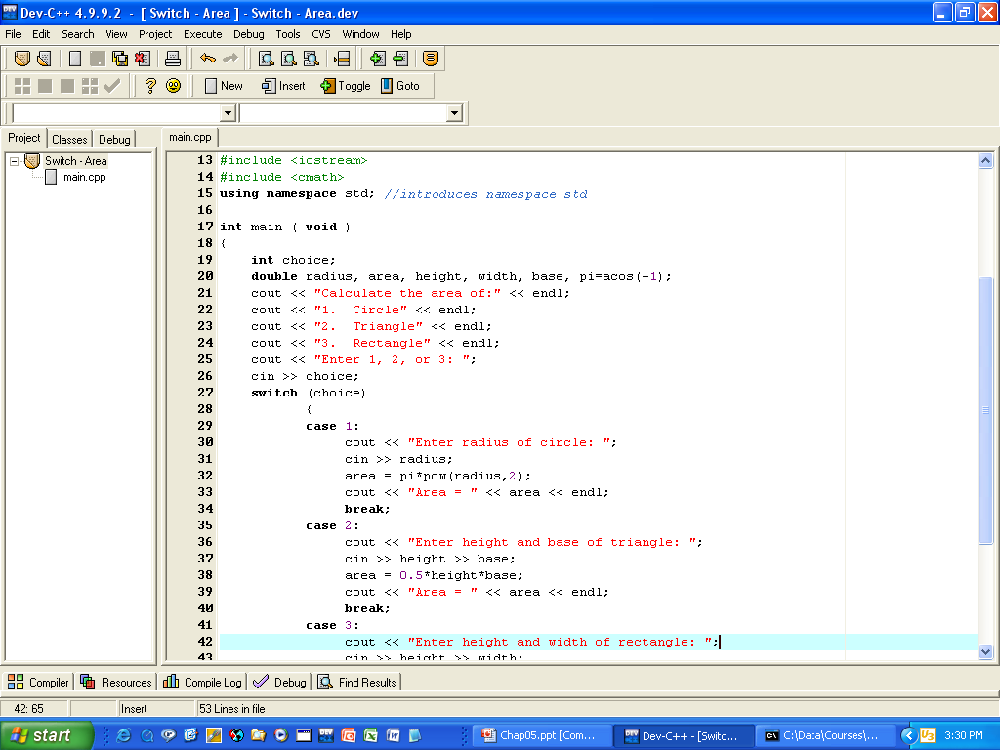 Dev-C++ 4.9.9.2 - [ Switch - Area ] - Switch - Area.dev
File Edit Search View Project Execute Debug Tools CVS Window Help
New Insert Toggle Goto
Project Classes Debug
main.cpp
Switch - Area
main.cpp
13 #include <iostream>
14 #include <cmath>
15 using namespace std; //introduces namespace std
16
17 int main ( void )
18 {
19 int choice;
20 double radius, area, height, width, base, pi=acos(-1);
21 cout << "Calculate the area of:" << endl;
22 cout << "1.  Circle" << endl;
23 cout << "2.  Triangle" << endl;
24 cout << "3.  Rectangle" << endl;
25 cout << "Enter 1, 2, or 3: ";
26 cin >> choice;
27 switch (choice)
28 {
29 case 1:
30 cout << "Enter radius of circle: ";
31 cin >> radius;
32 area = pi*pow(radius,2);
33 cout << "Area = " << area << endl;
34 break;
35 case 2:
36 cout << "Enter height and base of triangle: ";
37 cin >> height >> base;
38 area = 0.5*height*base;
39 cout << "Area = " << area << endl;
40 break;
41 case 3:
42 cout << "Enter height and width of rectangle: ";
43 cin >> height >> width;
Compiler Resources Compile Log Debug Find Results
42: 65 Insert 53 Lines in file
start Chap05.ppt [Com... Dev-C++ - [Switc... C:\Data\Courses\... 3:30 PM